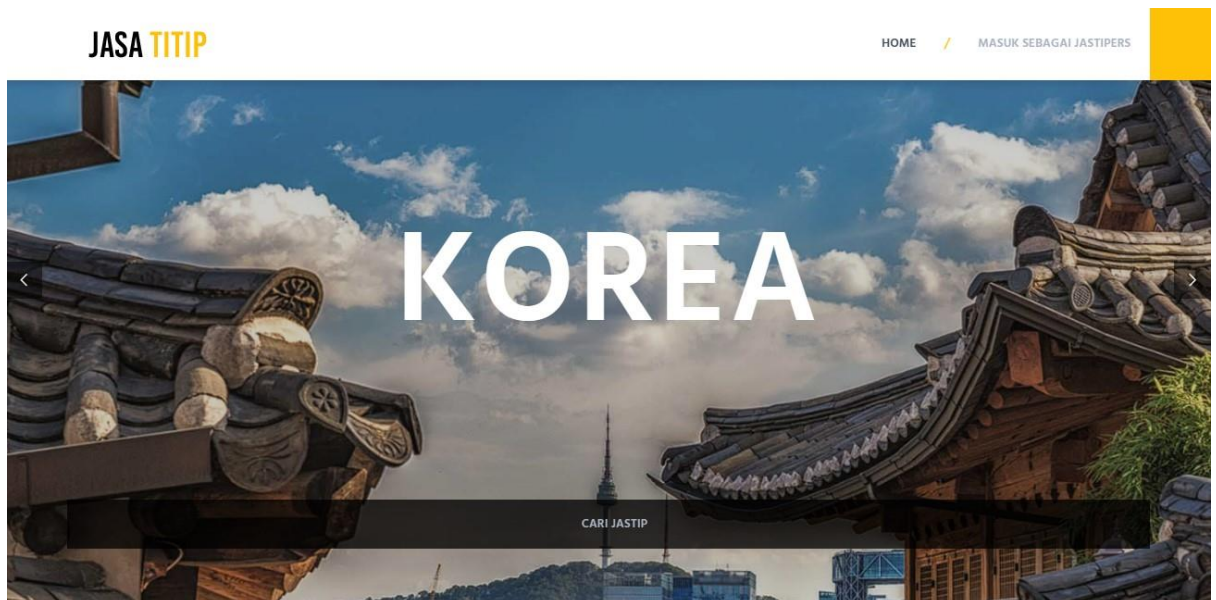 JASA TITIP
HOME / MASUK SEBAGAI JASTIPERS
KOREA
CARI JASTIP